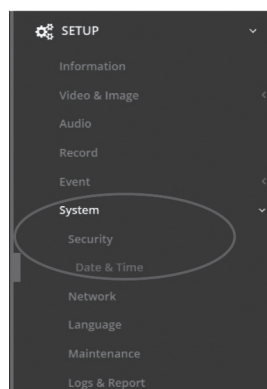 SETUP
Information
Video & Image
Audio
Record
Event
System
Security
Date & Time
Network
Language
Maintenance
Logs & Report